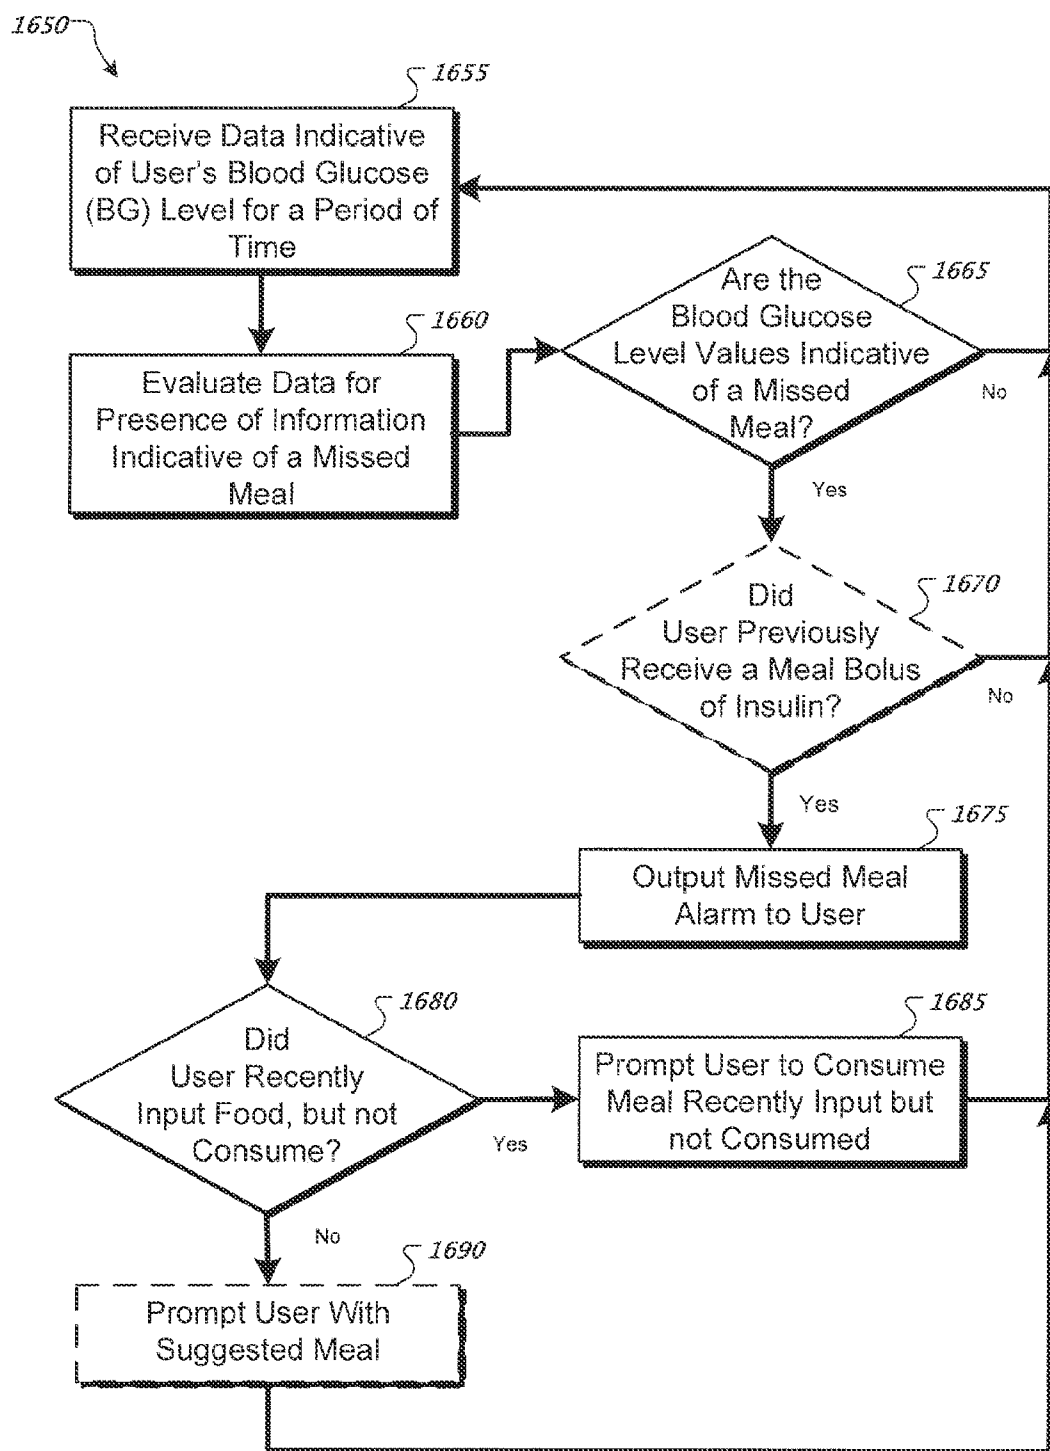 1650
1655
Receive Data Indicative
of User's Blood Glucose
(BG) Level for a Period of
Time
1660
Evaluate Data for
Presence of Information
Indicative of a Missed
Meal
1665
Are the
Blood Glucose
Level Values Indicative
of a Missed
Meal?
No
Yes
1670
Did
User Previously
Receive a Meal Bolus
of Insulin?
No
Yes
1675
Output Missed Meal
Alarm to User
1680
Did
User Recently
Input Food, but not
Consume?
Yes
No
1685
Prompt User to Consume
Meal Recently Input but
not Consumed
1690
Prompt User With
Suggested Meal